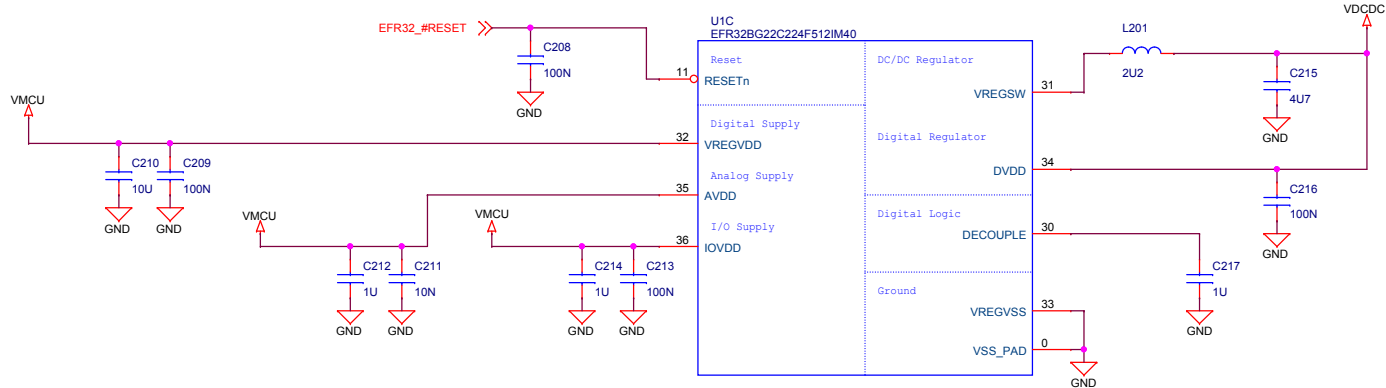 VDCDC
U1C
EFR32BG22C224F512IM40
EFR32_#RESET
L201
2U2
C208
100N
GND
Reset
11
RESETn
DC/DC Regulator
VREGSW
31
C215
4U7
GND
VMCU
Digital Supply
32
VREGVDD
Digital Regulator
C210
10U
GND
C209
100N
GND
Analog Supply
35
AVDD
DVDD
34
C216
100N
GND
VMCU
VMCU
I/O Supply
36
IOVDD
Digital Logic
DECOUPLE
30
C212
1U
GND
C211
10N
GND
C214
1U
GND
C213
100N
GND
C217
1U
GND
Ground
VREGVSS
33
VSS_PAD
0
GND